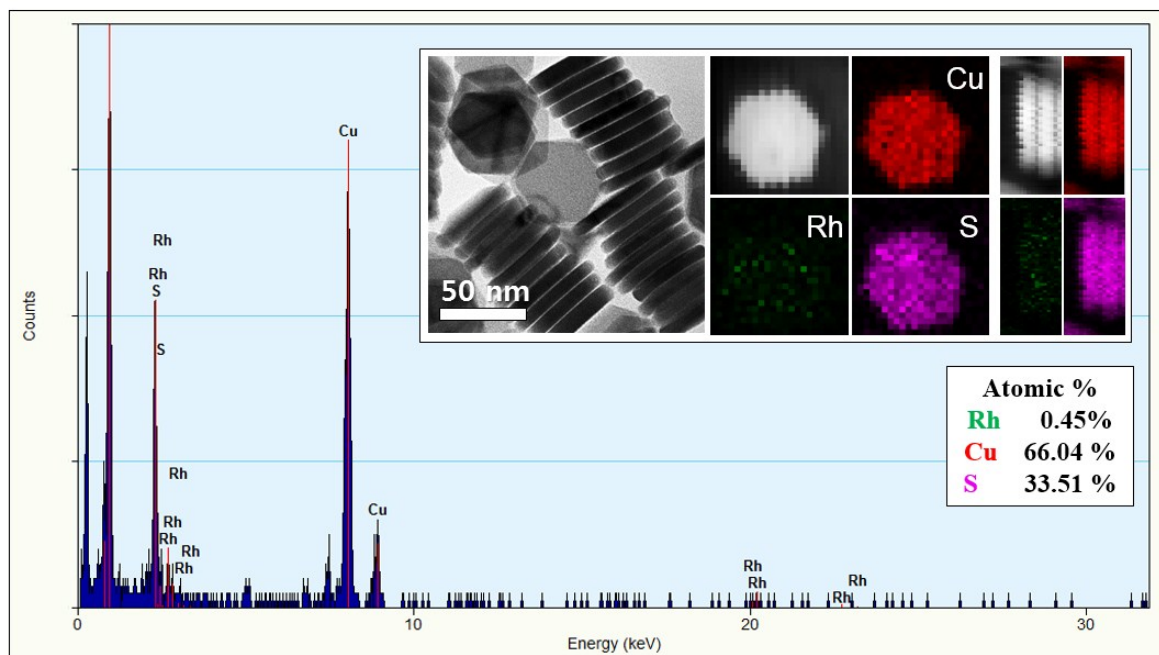 Counts
Rh
Rh
S
S
Rh
Rh
Rh
Rh
Rh
Cu
Cu
50 nm
Cu
Rh
S
Atomic %
Rh 0.45%
Cu 66.04 %
S 33.51 %
Rh
Rh
Rh
Rh
0 10 20 30
Energy (keV)